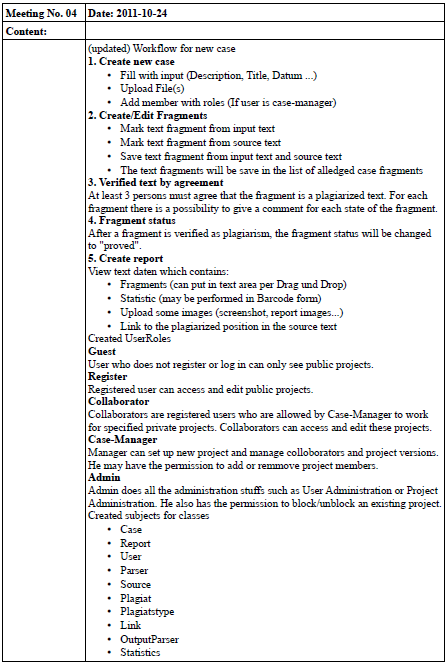 Meeting No. 04 Date: 2011-10-24
Content:
(updated) Workflow for new case
1. Create new case
• Fill with input (Description, Title, Datum ...)
• Upload File(s)
• Add member with roles (If user is case-manager)
2. Create/Edit Fragments
• Mark text fragment from input text
• Mark text fragment from source text
• Save text fragment from input text and source text
• The text fragments will be save in the list of alledged case fragments
3. Verified text by agreement
At least 3 persons must agree that the fragment is a plagiarized text. For each
fragment there is a possibility to give a comment for each state of the fragment.
4. Fragment status
After a fragment is verified as plagiarism, the fragment status will be changed
to "proved".
5. Create report
View text daten which contains:
• Fragments (can put in text area per Drag und Drop)
• Statistic (may be performed in Barcode form)
• Upload some images (screenshot, report images...)
• Link to the plagiarized position in the source text
Created UserRoles
Guest
User who does not register or log in can only see public projects.
Register
Registered user can access and edit public projects.
Collaborator
Collaborators are registered users who are allowed by Case-Manager to work
for specified private projects. Collaborators can access and edit these projects.
Case-Manager
Manager can set up new project and manage colloborators and project versions.
He may have the permission to add or remmove project members.
Admin
Admin does all the administration stuffs such as User Administration or Project
Administration. He also has the permission to block/unblock an existing project.
Created subjects for classes
• Case
• Report
• User
• Parser
• Source
• Plagiat
• Plagiatstype
• Link
• OutputParser
• Statistics